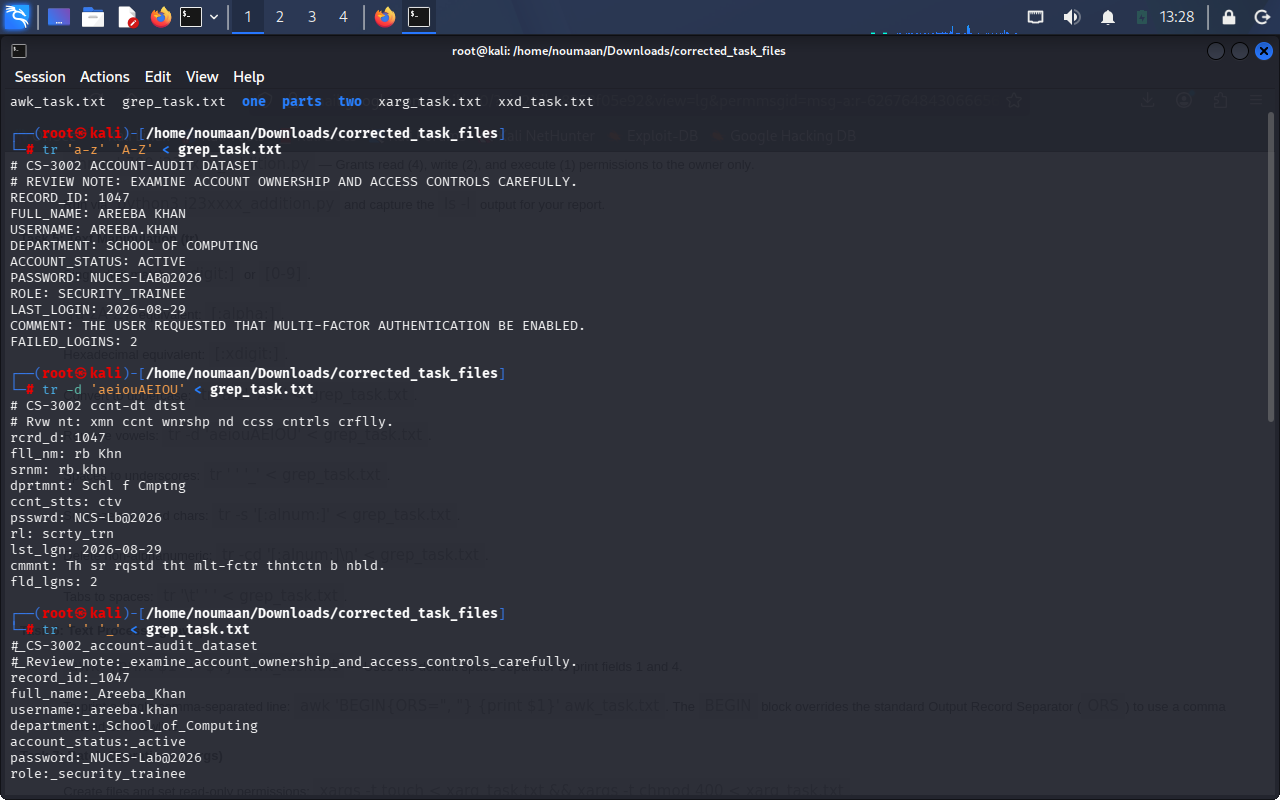 1 2 3 4 13:28
root@kali: /home/noumaan/Downloads/corrected_task_files
Session Actions Edit View Help
awk_task.txt grep_task.txt one parts two xarg_task.txt xxd_task.txt
┌──(root㉿kali)-[/home/noumaan/Downloads/corrected_task_files]
└─# tr 'a-z' 'A-Z' < grep_task.txt
# CS-3002 ACCOUNT-AUDIT DATASET
# REVIEW NOTE: EXAMINE ACCOUNT OWNERSHIP AND ACCESS CONTROLS CAREFULLY.
RECORD_ID: 1047
FULL_NAME: AREEBA KHAN
USERNAME: AREEBA.KHAN
DEPARTMENT: SCHOOL OF COMPUTING
ACCOUNT_STATUS: ACTIVE
PASSWORD: NUCES-LAB@2026
ROLE: SECURITY_TRAINEE
LAST_LOGIN: 2026-08-29
COMMENT: THE USER REQUESTED THAT MULTI-FACTOR AUTHENTICATION BE ENABLED.
FAILED_LOGINS: 2
┌──(root㉿kali)-[/home/noumaan/Downloads/corrected_task_files]
└─# tr -d 'aeiouAEIOU' < grep_task.txt
# CS-3002 ccnt-dt dtst
# Rvw nt: xmn ccnt wnrshp nd ccss cntrls crflly.
rcrd_d: 1047
fll_nm: rb Khn
srnm: rb.khn
dprtmnt: Schl f Cmptng
ccnt_stts: ctv
psswrd: NCS-Lb@2026
rl: scrty_trn
lst_lgn: 2026-08-29
cmmnt: Th sr rqstd tht mlt-fctr thntctn b nbld.
fld_lgns: 2
┌──(root㉿kali)-[/home/noumaan/Downloads/corrected_task_files]
└─# tr ' ' '_' < grep_task.txt
#_CS-3002_account-audit_dataset
#_Review_note:_examine_account_ownership_and_access_controls_carefully.
record_id:_1047
full_name:_Areeba_Khan
username:_areeba.khan
department:_School_of_Computing
account_status:_active
password:_NUCES-Lab@2026
role:_security_trainee